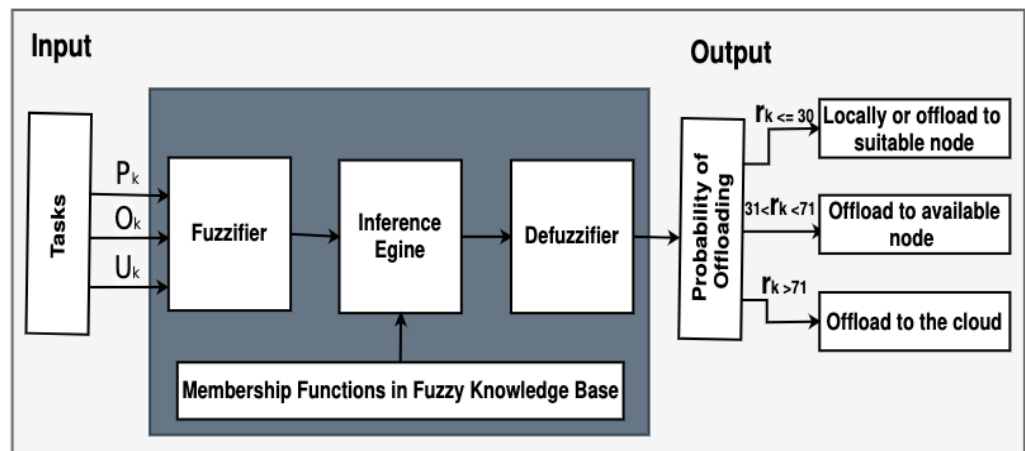 Input
Output
Tasks
Pk
Ok
Uk
Fuzzifier
Inference
Egine
Defuzzifier
Membership Functions in Fuzzy Knowledge Base
Probability of
Offloading
rk <= 30
Locally or offload to
suitable node
31<rk <71
Offload to available
node
rk >71
Offload to the cloud